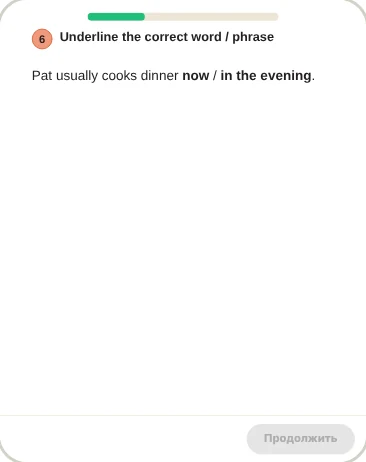 6 Underline the correct word / phrase
Pat usually cooks dinner now / in the evening.
Продолжить